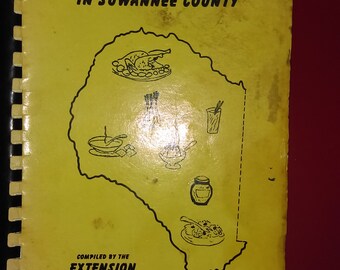 IN SUWANNEE COUNTY
COMPILED BY THE
EXTENSION